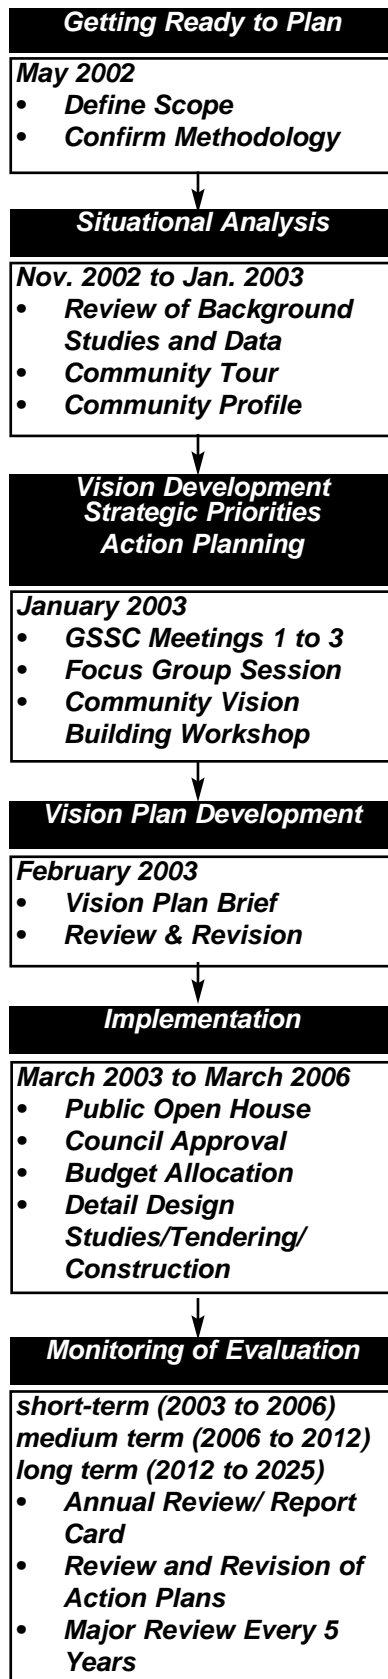 Getting Ready to Plan
May 2002
• Define Scope
• Confirm Methodology
Situational Analysis
Nov. 2002 to Jan. 2003
• Review of Background
Studies and Data
• Community Tour
• Community Profile
Vision Development
Strategic Priorities
Action Planning
January 2003
• GSSC Meetings 1 to 3
• Focus Group Session
• Community Vision
Building Workshop
Vision Plan Development
February 2003
• Vision Plan Brief
• Review & Revision
Implementation
March 2003 to March 2006
• Public Open House
• Council Approval
• Budget Allocation
• Detail Design
Studies/Tendering/
Construction
Monitoring of Evaluation
short-term (2003 to 2006)
medium term (2006 to 2012)
long term (2012 to 2025)
• Annual Review/ Report
Card
• Review and Revision of
Action Plans
• Major Review Every 5
Years